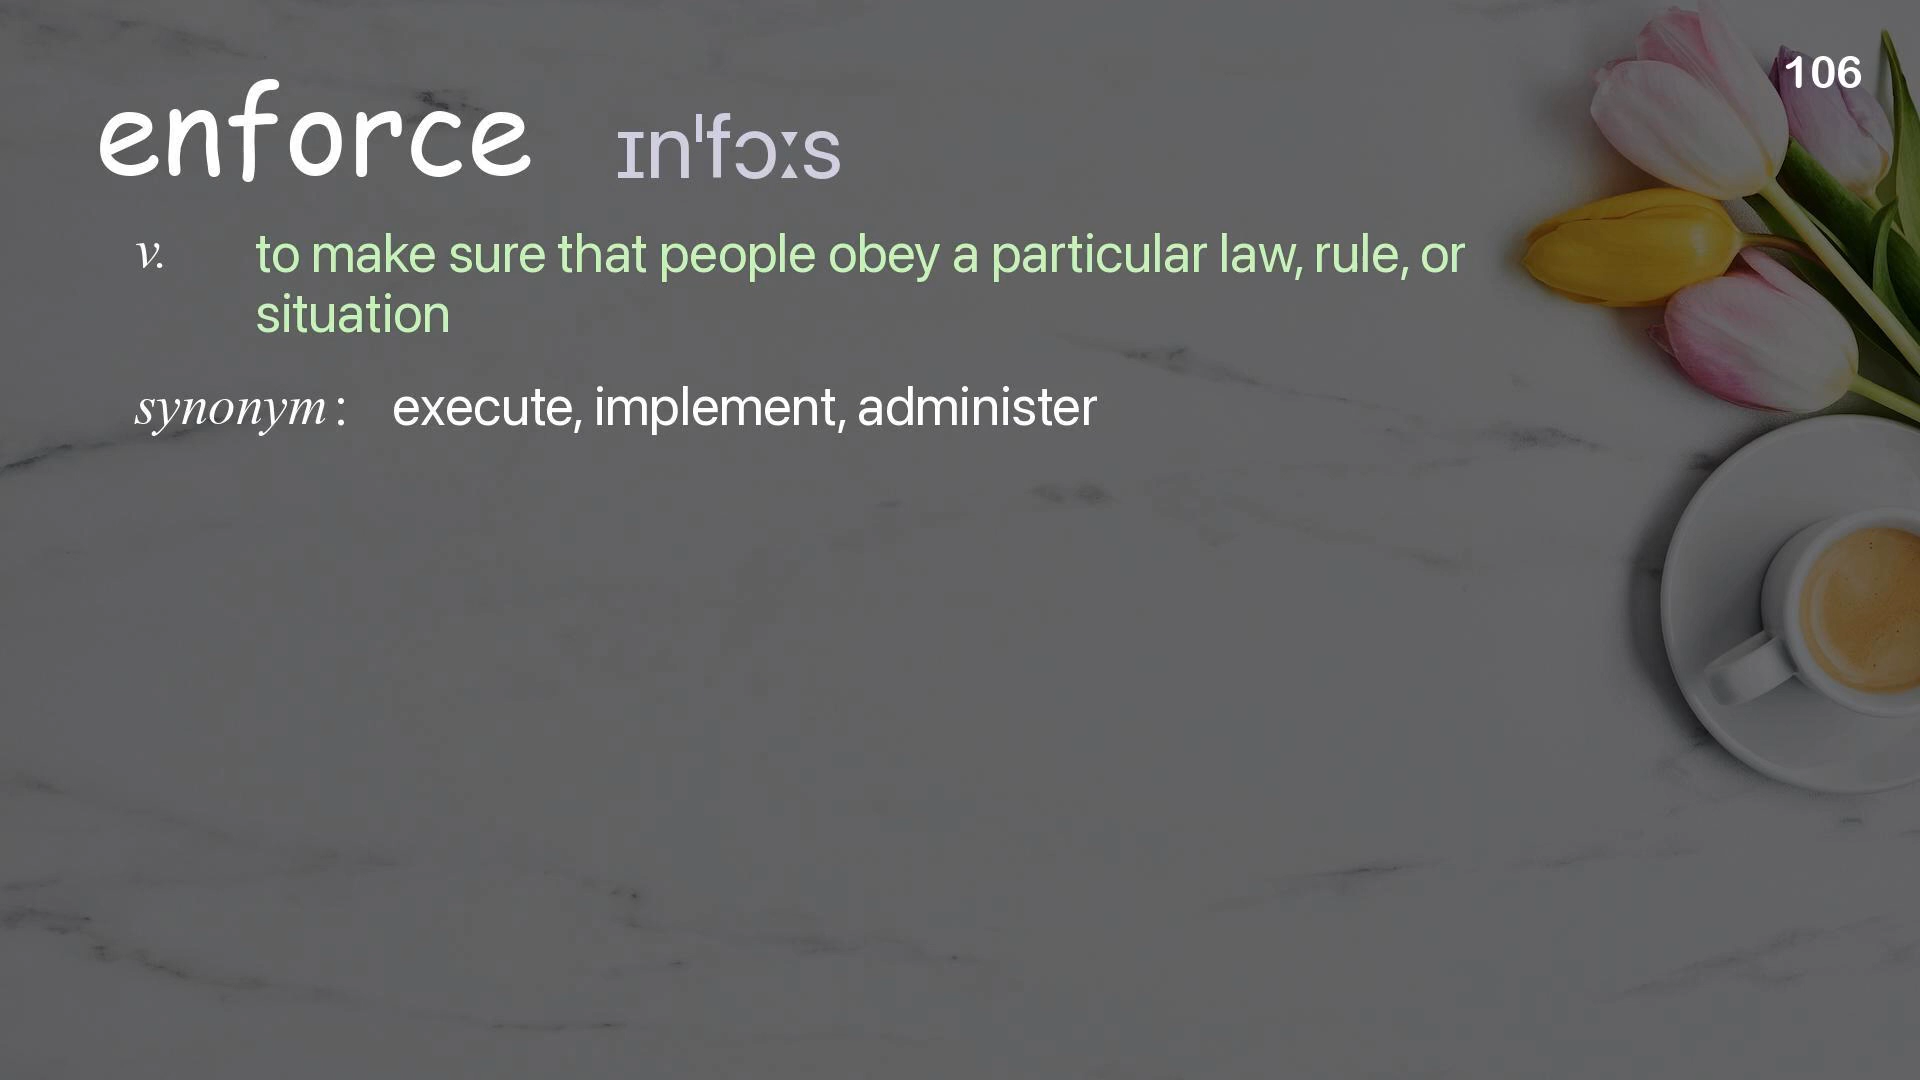 106
enforce ɪnˈfɔːs
v. to make sure that people obey a particular law, rule, or
situation
synonym : execute, implement, administer